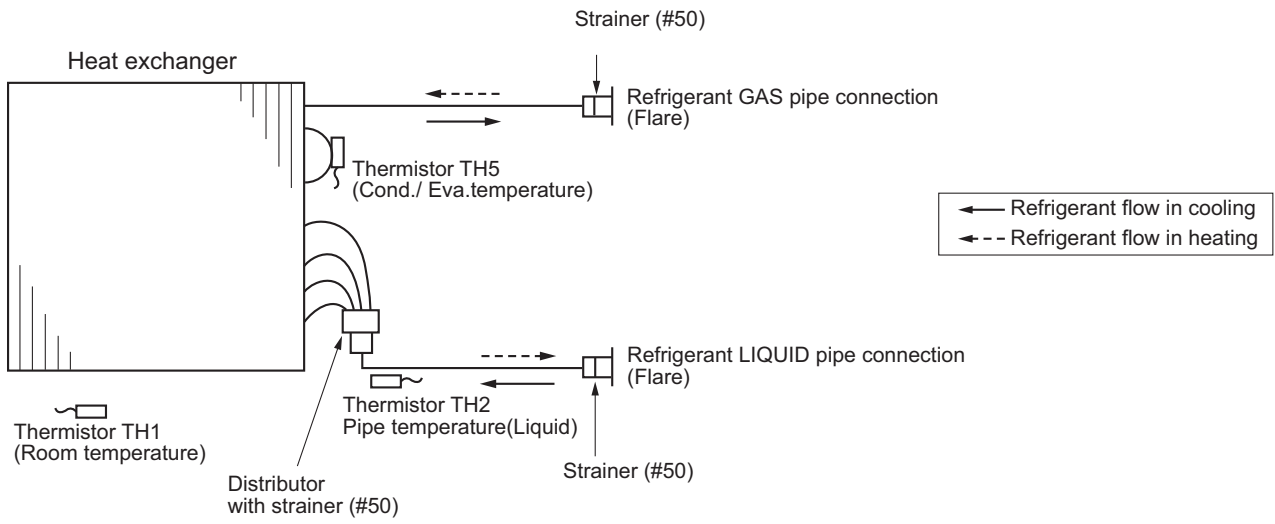 Strainer (#50)
Heat exchanger
Refrigerant GAS pipe connection
(Flare)
Thermistor TH5
(Cond./ Eva.temperature)
Refrigerant flow in cooling
Refrigerant flow in heating
Refrigerant LIQUID pipe connection
(Flare)
Thermistor TH2
Pipe temperature(Liquid)
Thermistor TH1
(Room temperature)
Strainer (#50)
Distributor
with strainer (#50)